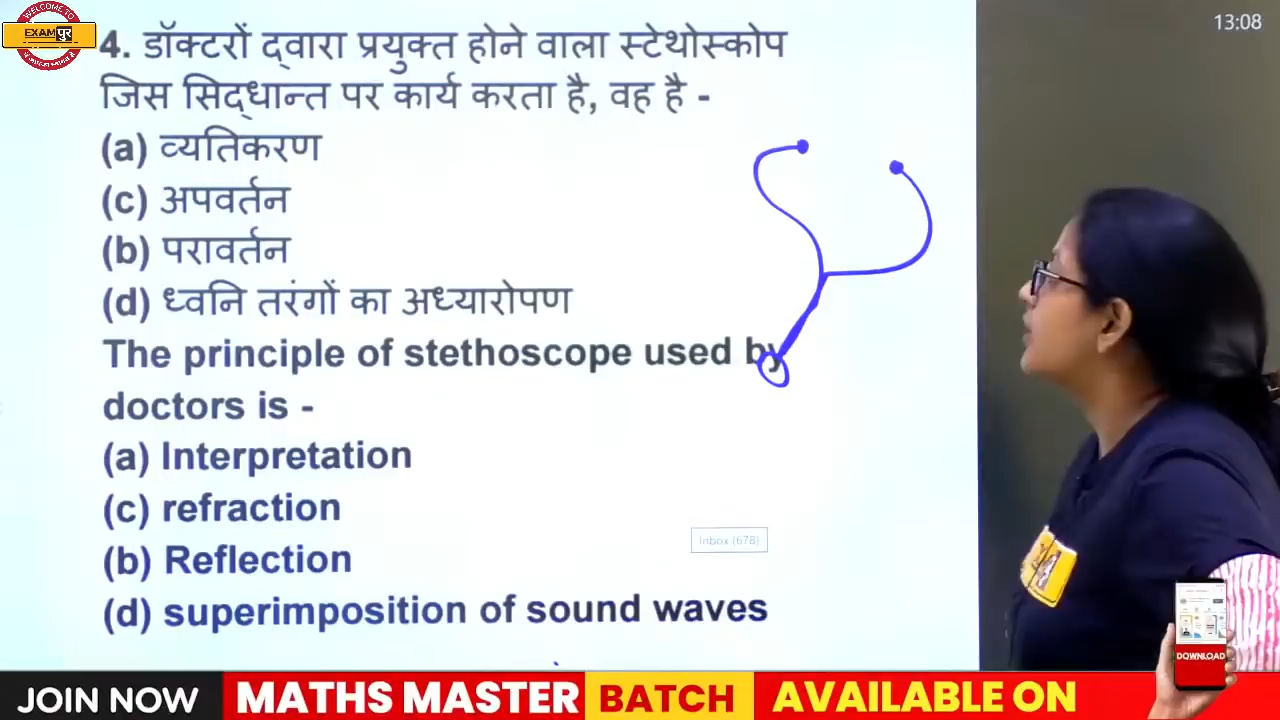 WELCOME TO
EXAMपुर
13:08
4. डॉक्टरों द्वारा प्रयुक्त होने वाला स्टेथोस्कोप
जिस सिद्धान्त पर कार्य करता है, वह है -
(a) व्यतिकरण
(c) अपवर्तन
(b) परावर्तन
(d) ध्वनि तरंगों का अध्यारोपण
The principle of stethoscope used by
doctors is -
(a) Interpretation
(c) refraction
Inbox (678)
(b) Reflection
(d) superimposition of sound waves
DOWNLOAD
JOIN NOW MATHS MASTER BATCH AVAILABLE ON